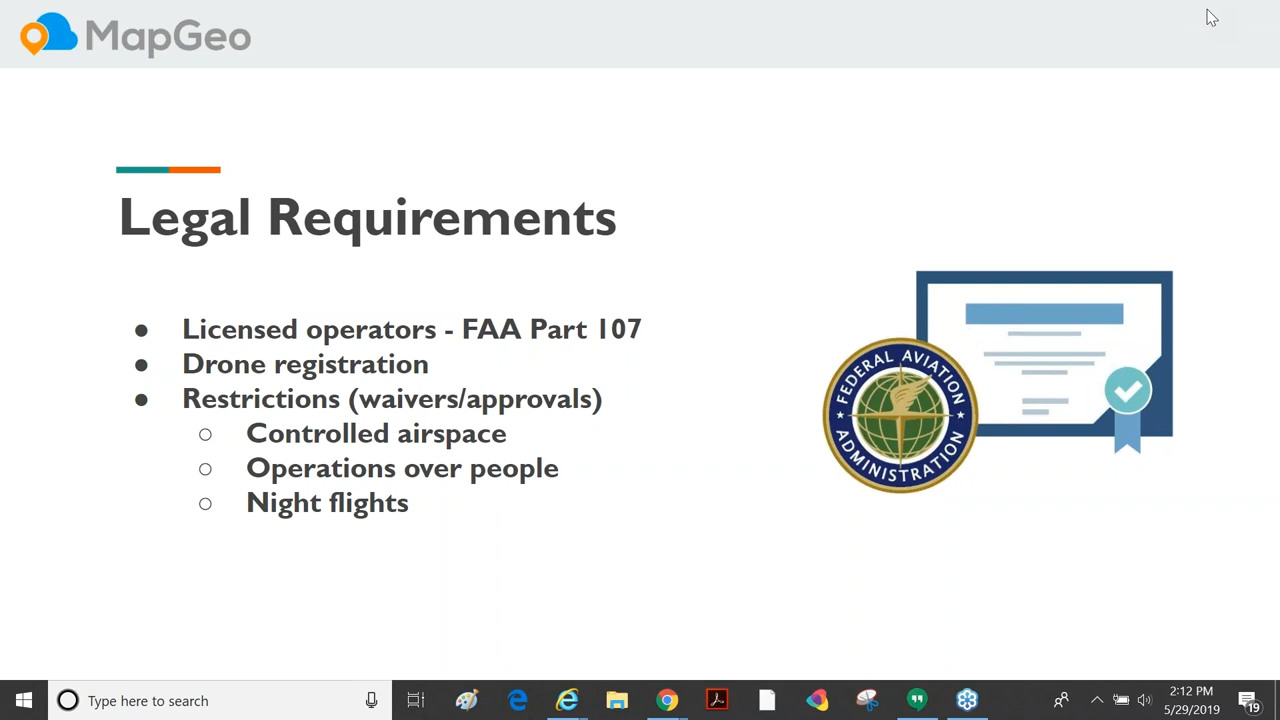 MapGeo
Legal Requirements
● Licensed operators - FAA Part 107
● Drone registration
● Restrictions (waivers/approvals)
○ Controlled airspace
○ Operations over people
○ Night flights
FEDERAL AVIATION
ADMINISTRATION
Type here to search
2:12 PM
5/29/2019
19